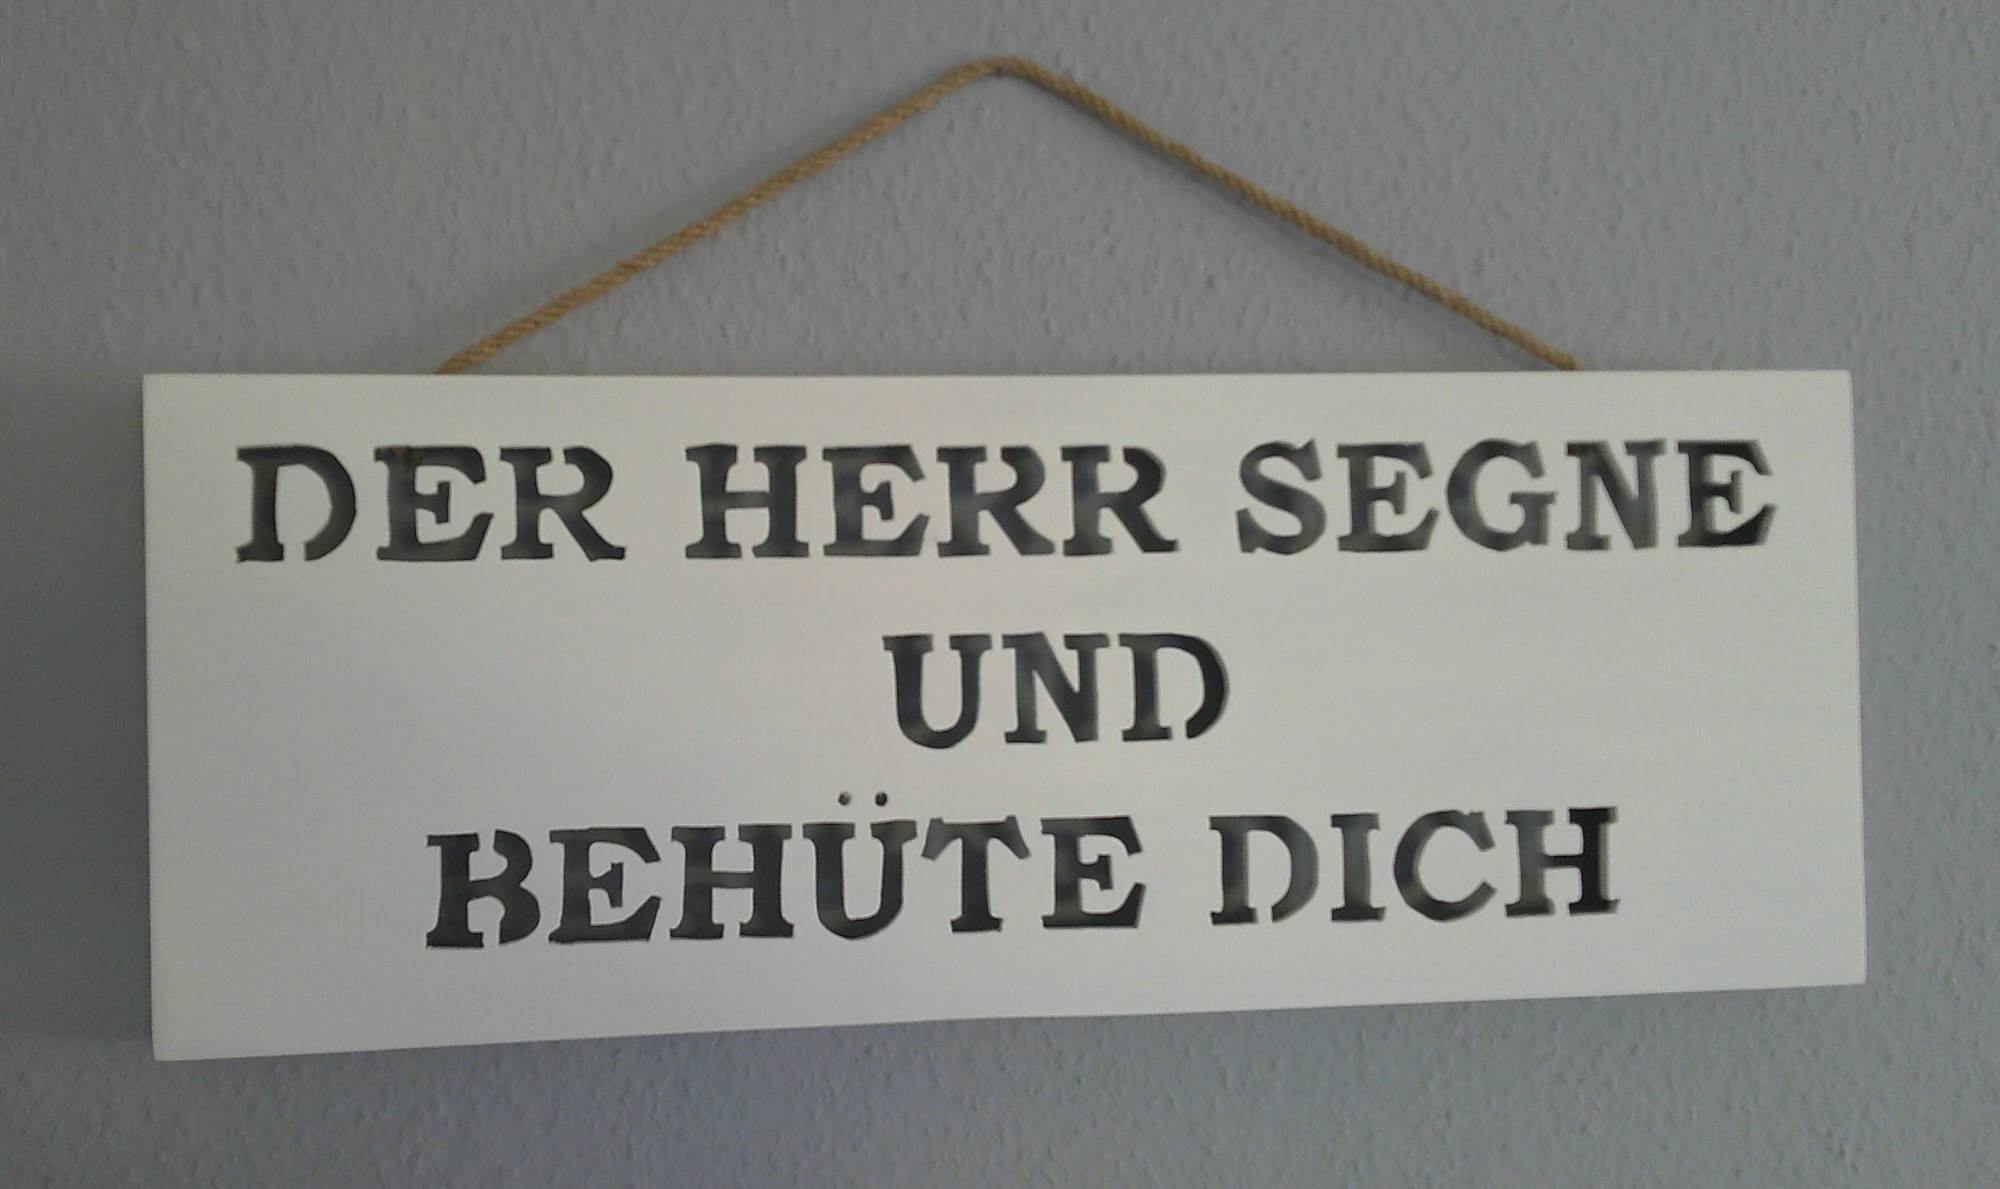 DER HERR SEGNE
UND
BEHÜTE DICH